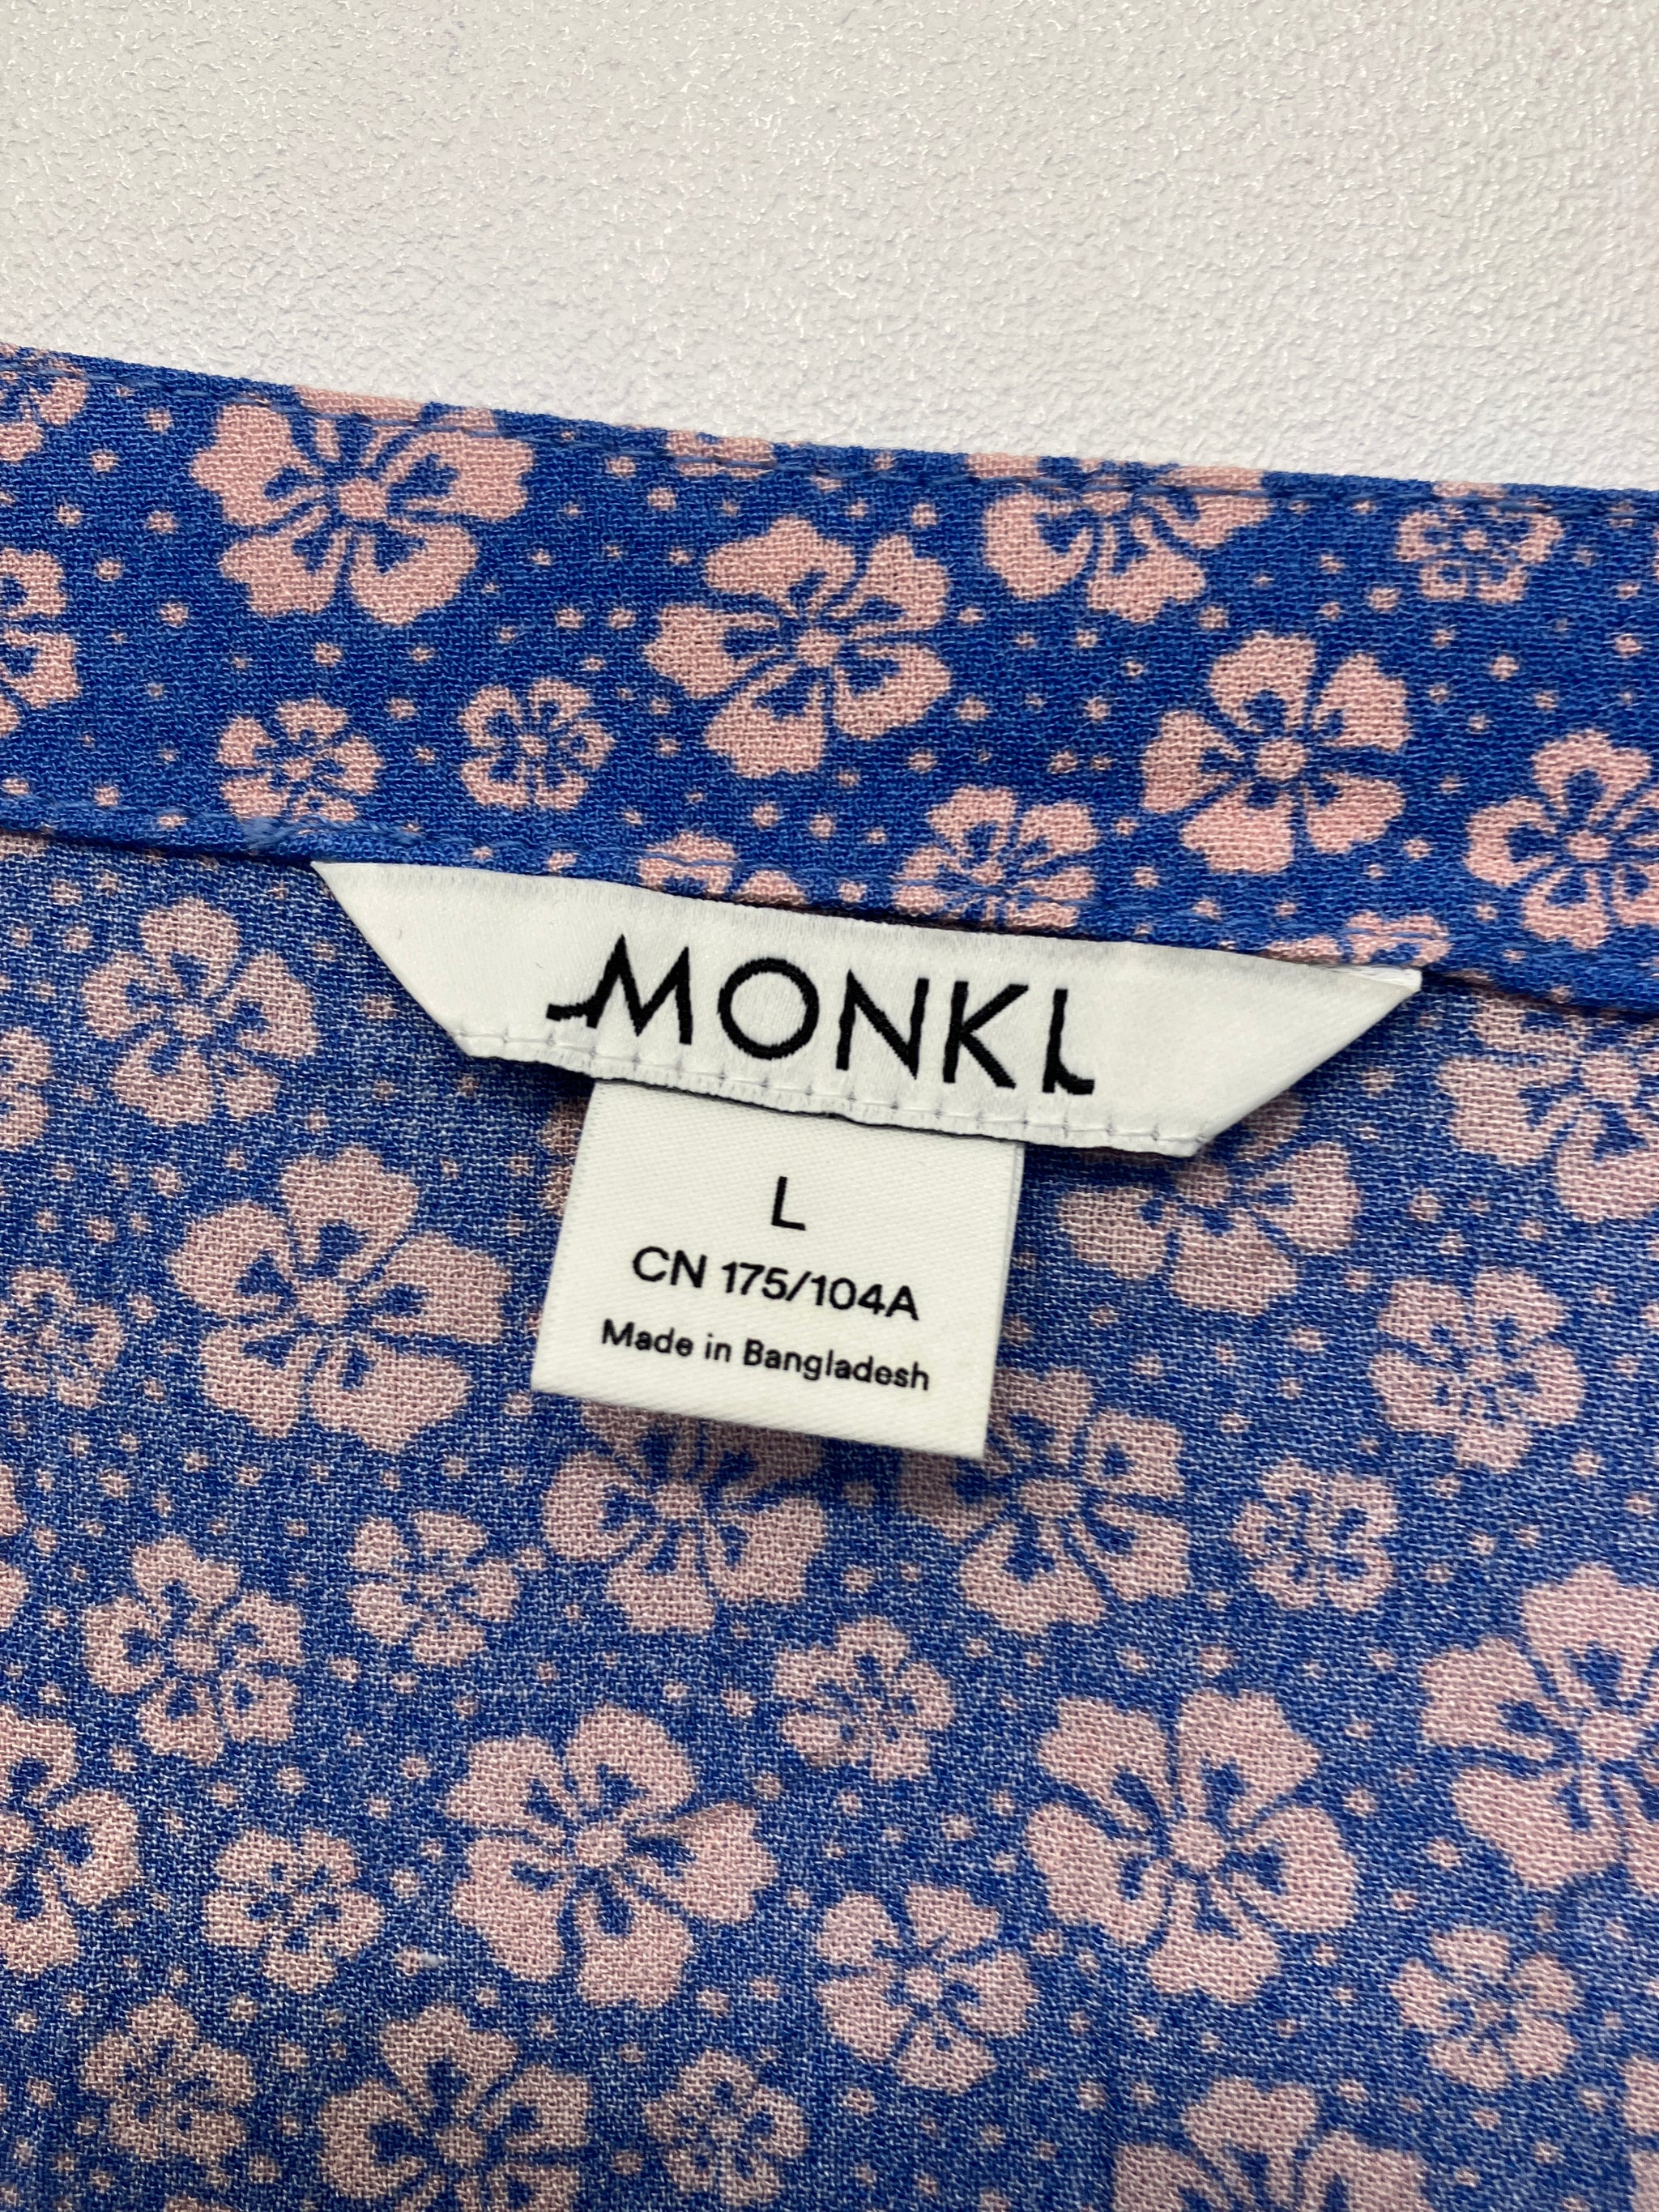 MONKI
L
CN 175/104A
Made in Bangladesh